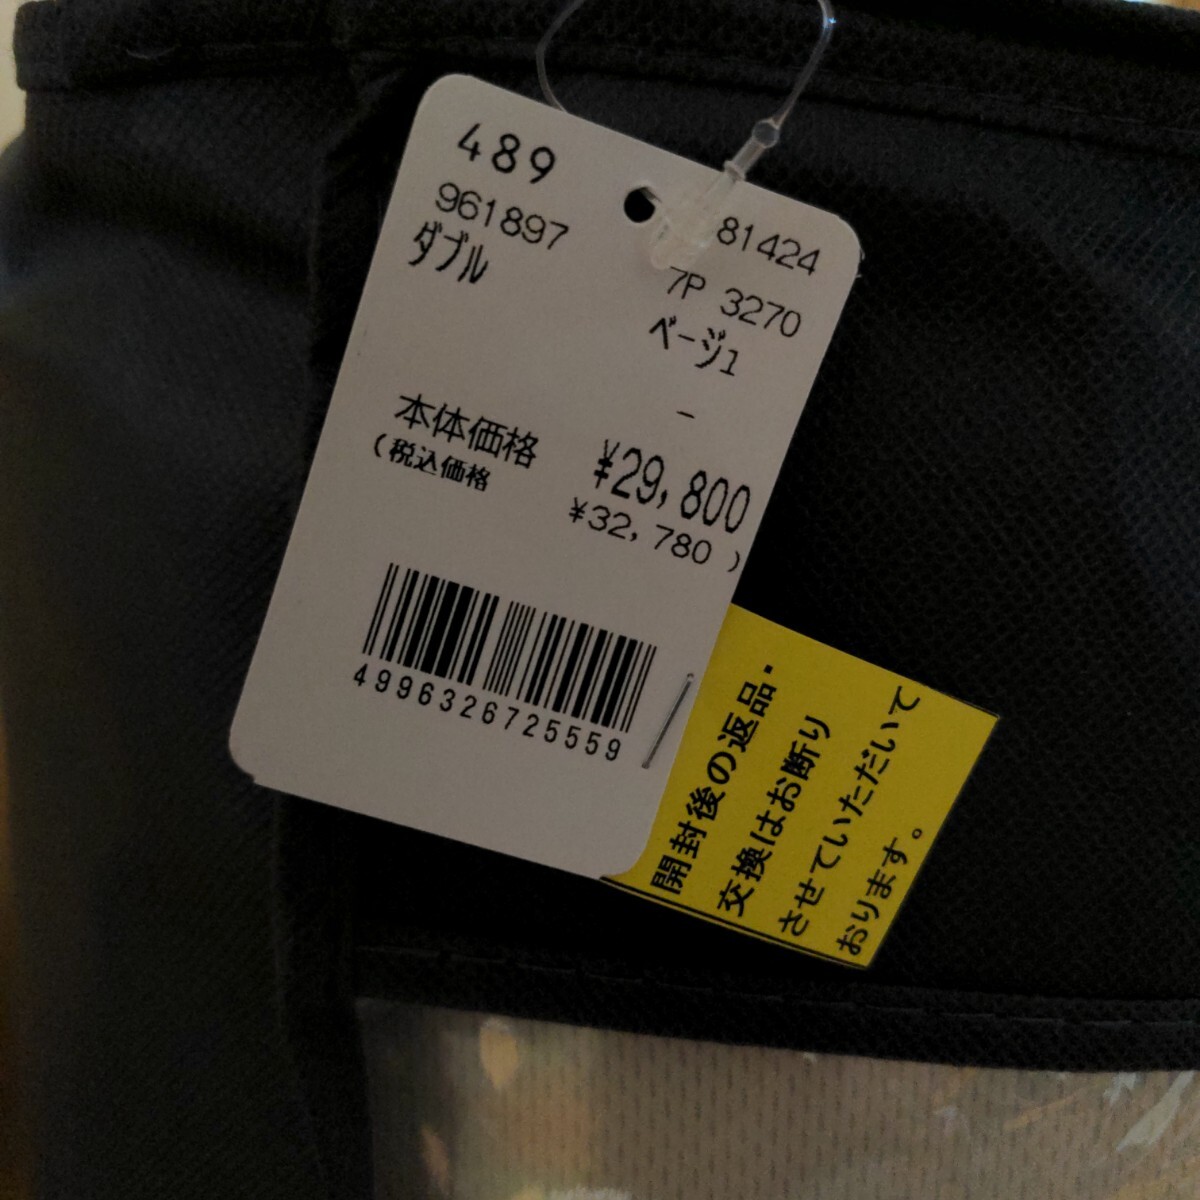 489
961897 81424
ダブル 7P 3270
ベージュ
-
本体価格 ¥29,800
(税込価格 ¥32,780 )
4996326725559
開封後の返品・
交換はお断り
させていただいて
おります。